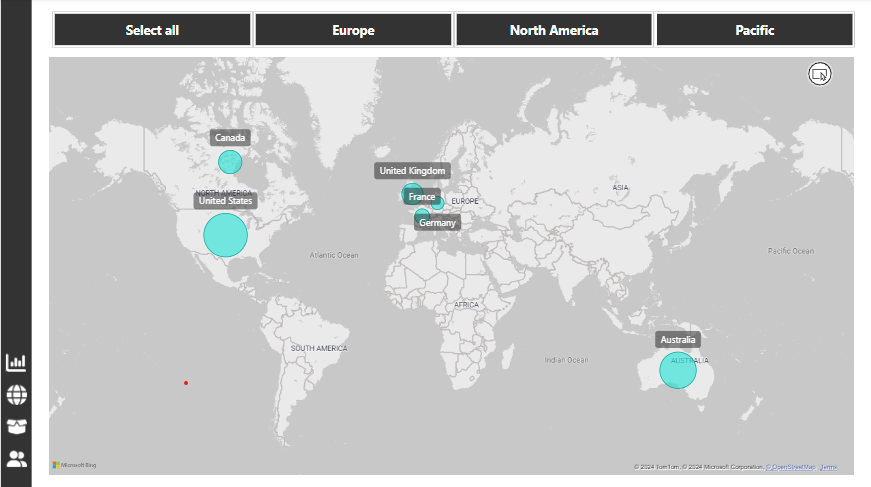 Select all
Europe
North America
Pacific
Canada
NORTH AMERICA
United States
United Kingdom
France
EUROPE
Germany
ASIA
Atlantic Ocean
Pacific Ocean
AFRICA
SOUTH AMERICA
Indian Ocean
Australia
AUSTRALIA
Microsoft Bing
© 2024 TomTom, © 2024 Microsoft Corporation, © OpenStreetMap Terms